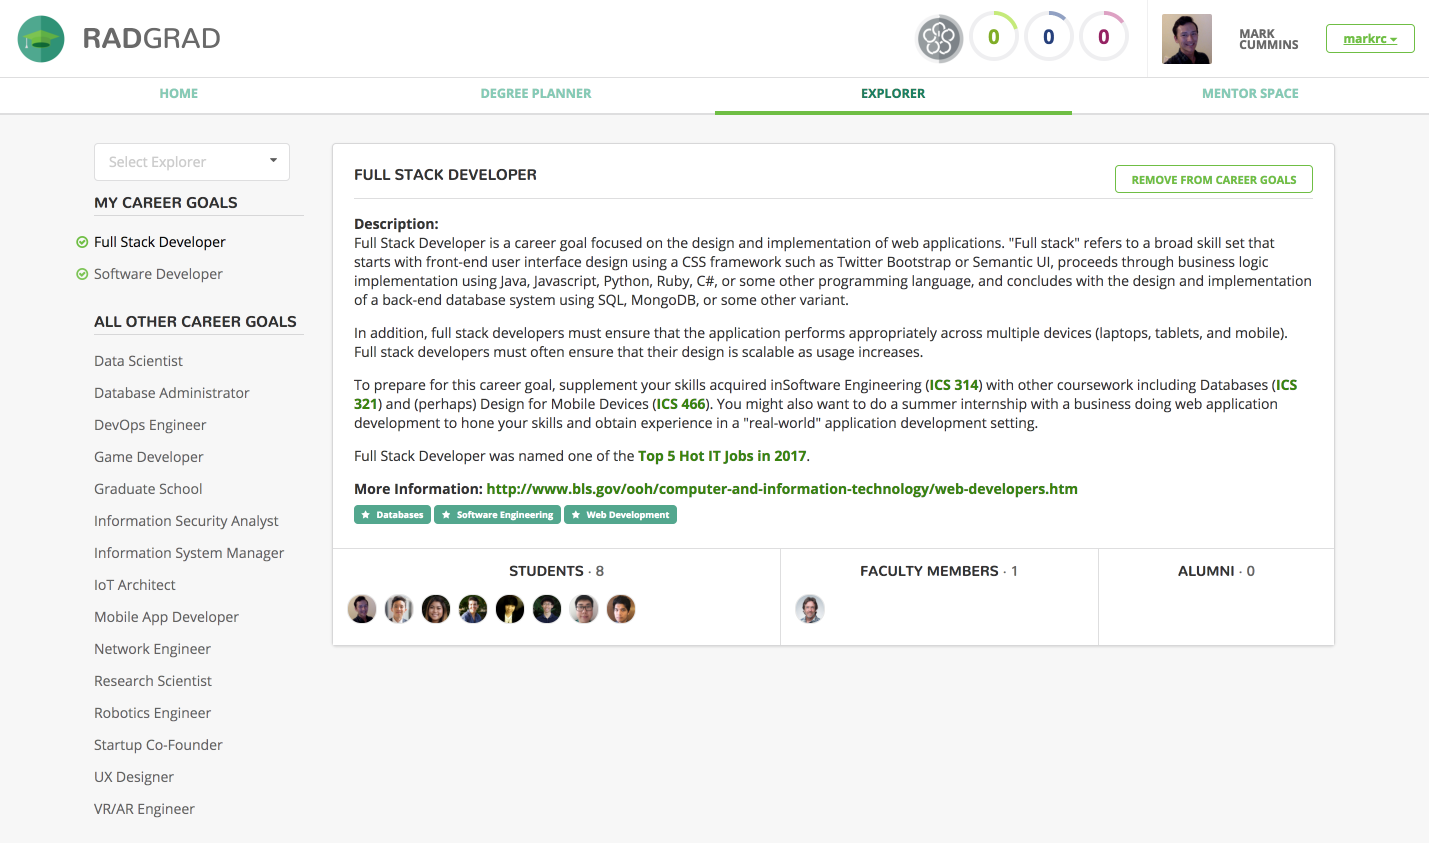 RADGRAD
0
0
0
MARK
CUMMINS
markrc
HOME
DEGREE PLANNER
EXPLORER
MENTOR SPACE
Select Explorer
MY CAREER GOALS
Full Stack Developer
Software Developer
ALL OTHER CAREER GOALS
Data Scientist
Database Administrator
DevOps Engineer
Game Developer
Graduate School
Information Security Analyst
Information System Manager
IoT Architect
Mobile App Developer
Network Engineer
Research Scientist
Robotics Engineer
Startup Co-Founder
UX Designer
VR/AR Engineer
FULL STACK DEVELOPER
REMOVE FROM CAREER GOALS
Description:
Full Stack Developer is a career goal focused on the design and implementation of web applications. "Full stack" refers to a broad skill set that
starts with front-end user interface design using a CSS framework such as Twitter Bootstrap or Semantic UI, proceeds through business logic
implementation using Java, Javascript, Python, Ruby, C#, or some other programming language, and concludes with the design and implementation
of a back-end database system using SQL, MongoDB, or some other variant.
In addition, full stack developers must ensure that the application performs appropriately across multiple devices (laptops, tablets, and mobile).
Full stack developers must often ensure that their design is scalable as usage increases.
To prepare for this career goal, supplement your skills acquired inSoftware Engineering (ICS 314) with other coursework including Databases (ICS
321) and (perhaps) Design for Mobile Devices (ICS 466). You might also want to do a summer internship with a business doing web application
development to hone your skills and obtain experience in a "real-world" application development setting.
Full Stack Developer was named one of the Top 5 Hot IT Jobs in 2017.
More Information: http://www.bls.gov/ooh/computer-and-information-technology/web-developers.htm
Databases
Software Engineering
Web Development
STUDENTS · 8
FACULTY MEMBERS · 1
ALUMNI · 0